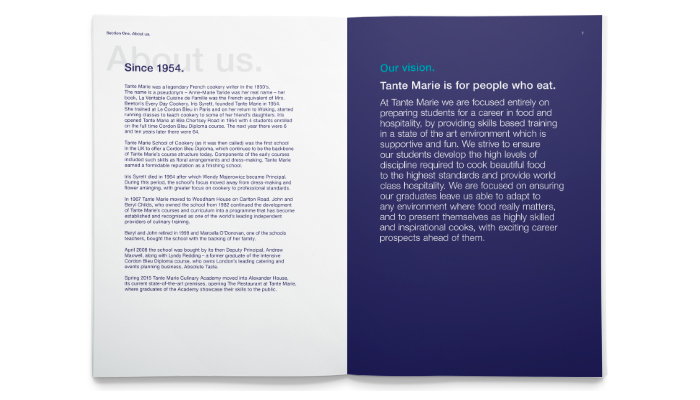 Section One. About us.
About us.
Since 1954.
Tante Marie was a legendary French cookery writer in the 1800's.
The name is a pseudonym – Anne-Marie Taride was her real name – her
book, La Véritable Cuisine de Famille was the French equivalent of Mrs.
Beeton's Every Day Cookery. Iris Syrett, founded Tante Marie in 1954.
She trained at Le Cordon Bleu in Paris and on her return to Woking, started
running classes to teach cookery to some of her friend's daughters. Iris
opened Tante Marie at 85a Chertsey Road in 1954 with 4 students enrolled
on the full time Cordon Bleu Diploma course. The next year there were 6
and ten years later there were 64.
Tante Marie School of Cookery (as it was then called) was the first school
in the UK to offer a Cordon Bleu Diploma, which continues to be the backbone
of Tante Marie's course structure today. Components of the early courses
included such skills as floral arrangements and dress-making. Tante Marie
earned a formidable reputation as a finishing school.
Iris Syrett died in 1964 after which Wendy Majerowicz became Principal.
During this period, the school's focus moved away from dress-making and
flower arranging, with greater focus on cookery to professional standards.
In 1967 Tante Marie moved to Woodham House on Carlton Road. John and
Beryl Childs, who owned the school from 1982 continued the development
of Tante Marie's courses and curriculum into a programme that has become
established and recognised as one of the world's leading independent
providers of culinary training.
Beryl and John retired in 1999 and Marcella O'Donovan, one of the schools
teachers, bought the school with the backing of her family.
April 2008 the school was bought by its then Deputy Principal, Andrew
Maxwell, along with Lyndy Redding – a former graduate of the Intensive
Cordon Bleu Diploma course, who owns London's leading catering and
events planning business, Absolute Taste.
Spring 2015 Tante Marie Culinary Academy moved into Alexander House,
its current state-of-the-art premises, opening The Restaurant at Tante Marie,
where graduates of the Academy showcase their skills to the public.
Our vision.
Tante Marie is for people who eat.
At Tante Marie we are focused entirely on
preparing students for a career in food and
hospitality, by providing skills based training
in a state of the art environment which is
supportive and fun. We strive to ensure
our students develop the high levels of
discipline required to cook beautiful food
to the highest standards and provide world
class hospitality. We are focused on ensuring
our graduates leave us able to adapt to
any environment where food really matters,
and to present themselves as highly skilled
and inspirational cooks, with exciting career
prospects ahead of them.